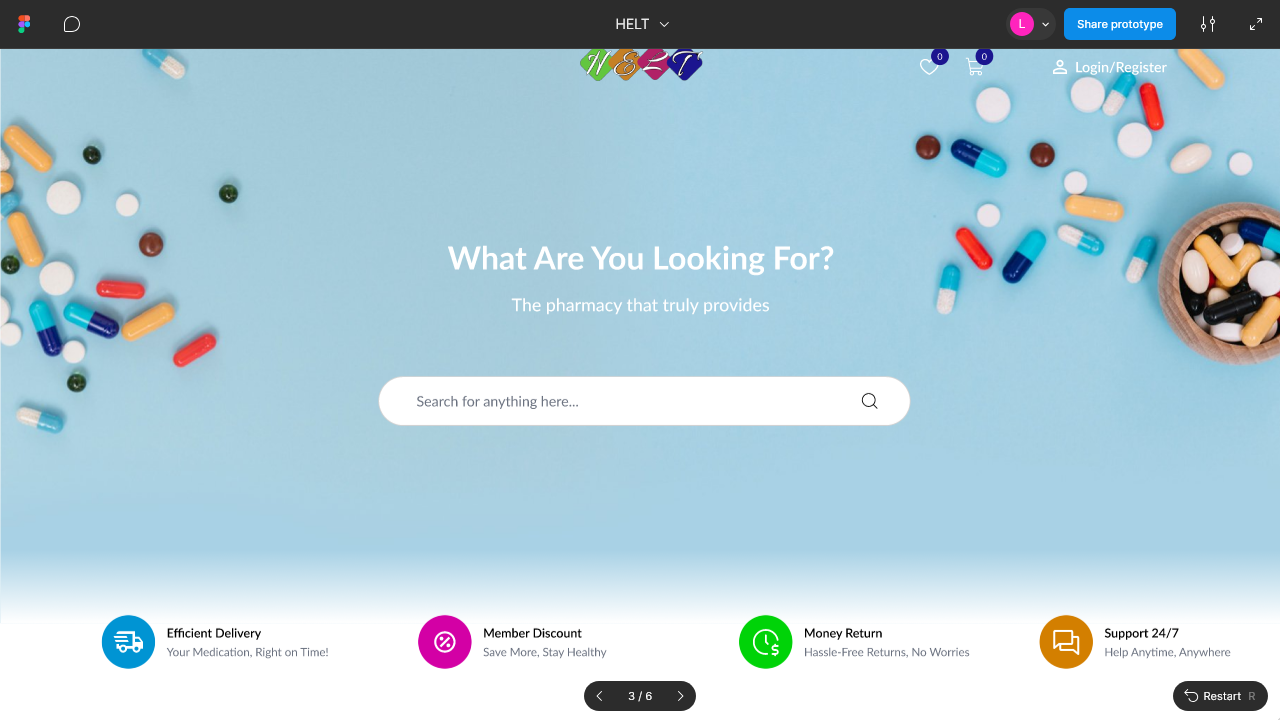 HELT
L
Share prototype
HELT
0
0
Login/Register
What Are You Looking For?
The pharmacy that truly provides
Search for anything here...
Efficient Delivery
Your Medication, Right on Time!
Member Discount
Save More, Stay Healthy
Money Return
Hassle-Free Returns, No Worries
Support 24/7
Help Anytime, Anywhere
3 / 6
Restart R